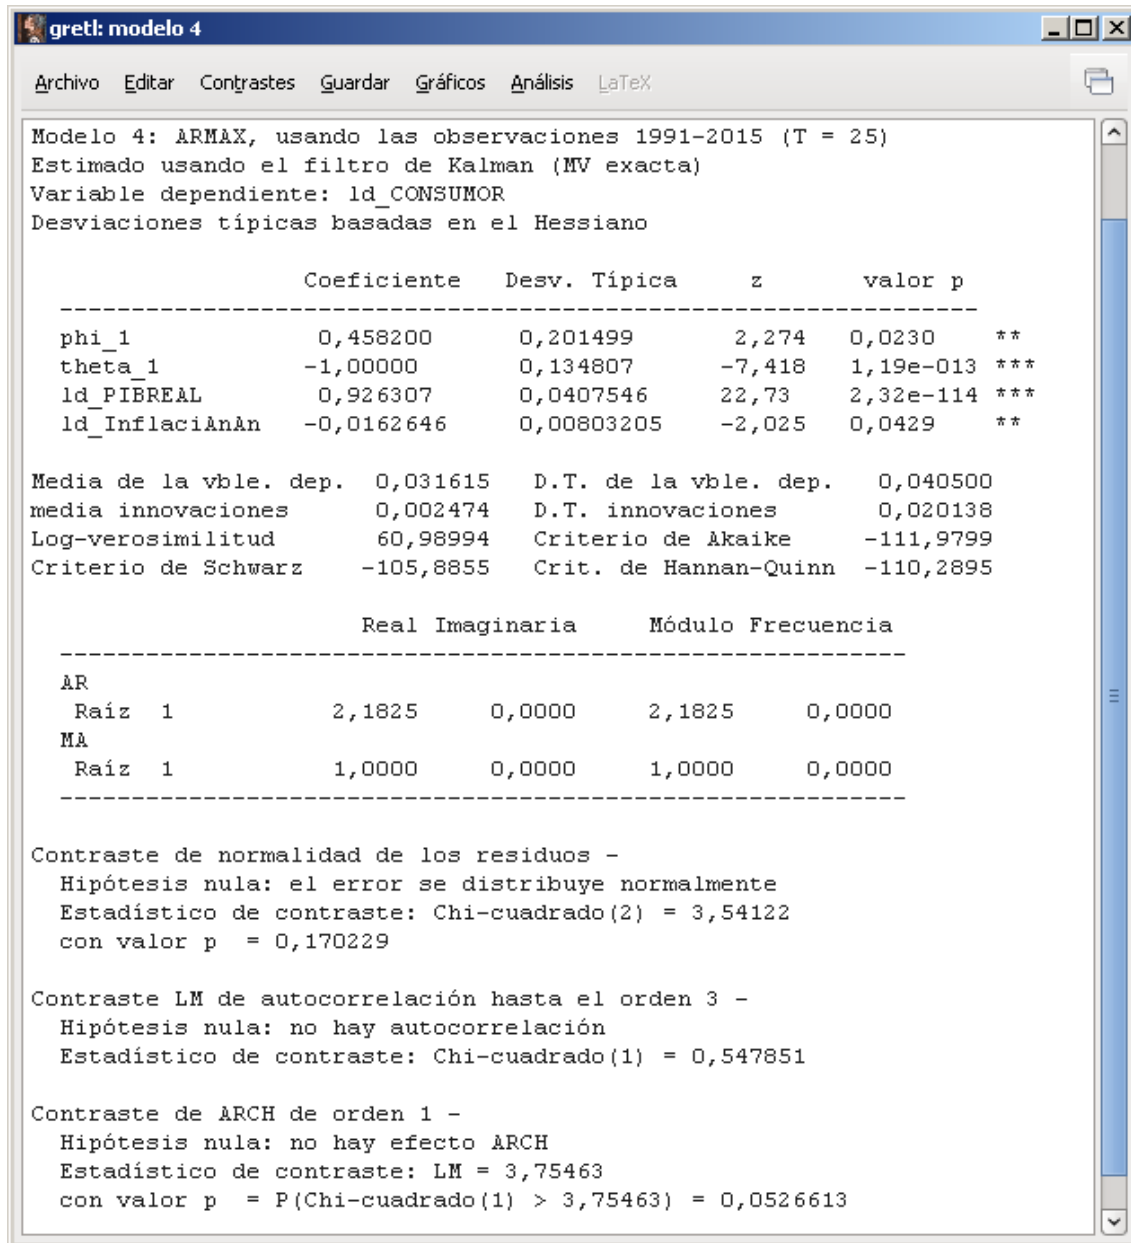 gretl: modelo 4
Archivo Editar Contrastes Guardar Gráficos Análisis LaTeX
Modelo 4: ARMAX, usando las observaciones 1991-2015 (T = 25)
Estimado usando el filtro de Kalman (MV exacta)
Variable dependiente: ld_CONSUMOR
Desviaciones típicas basadas en el Hessiano
Coeficiente Desv. Típica z valor p
----------------------------------------------------------------
phi_1 0,458200 0,201499 2,274 0,0230 **
theta_1 -1,00000 0,134807 -7,418 1,19e-013 ***
ld_PIBREAL 0,926307 0,0407546 22,73 2,32e-114 ***
ld_InflaciAnAn -0,0162646 0,00803205 -2,025 0,0429 **
Media de la vble. dep. 0,031615 D.T. de la vble. dep. 0,040500
media innovaciones 0,002474 D.T. innovaciones 0,020138
Log-verosimilitud 60,98994 Criterio de Akaike -111,9799
Criterio de Schwarz -105,8855 Crit. de Hannan-Quinn -110,2895
Real Imaginaria Módulo Frecuencia
-----------------------------------------------------------
AR
Raíz 1 2,1825 0,0000 2,1825 0,0000
MA
Raíz 1 1,0000 0,0000 1,0000 0,0000
-----------------------------------------------------------
Contraste de normalidad de los residuos -
Hipótesis nula: el error se distribuye normalmente
Estadístico de contraste: Chi-cuadrado(2) = 3,54122
con valor p = 0,170229
Contraste LM de autocorrelación hasta el orden 3 -
Hipótesis nula: no hay autocorrelación
Estadístico de contraste: Chi-cuadrado(1) = 0,547851
Contraste de ARCH de orden 1 -
Hipótesis nula: no hay efecto ARCH
Estadístico de contraste: LM = 3,75463
con valor p = P(Chi-cuadrado(1) > 3,75463) = 0,0526613